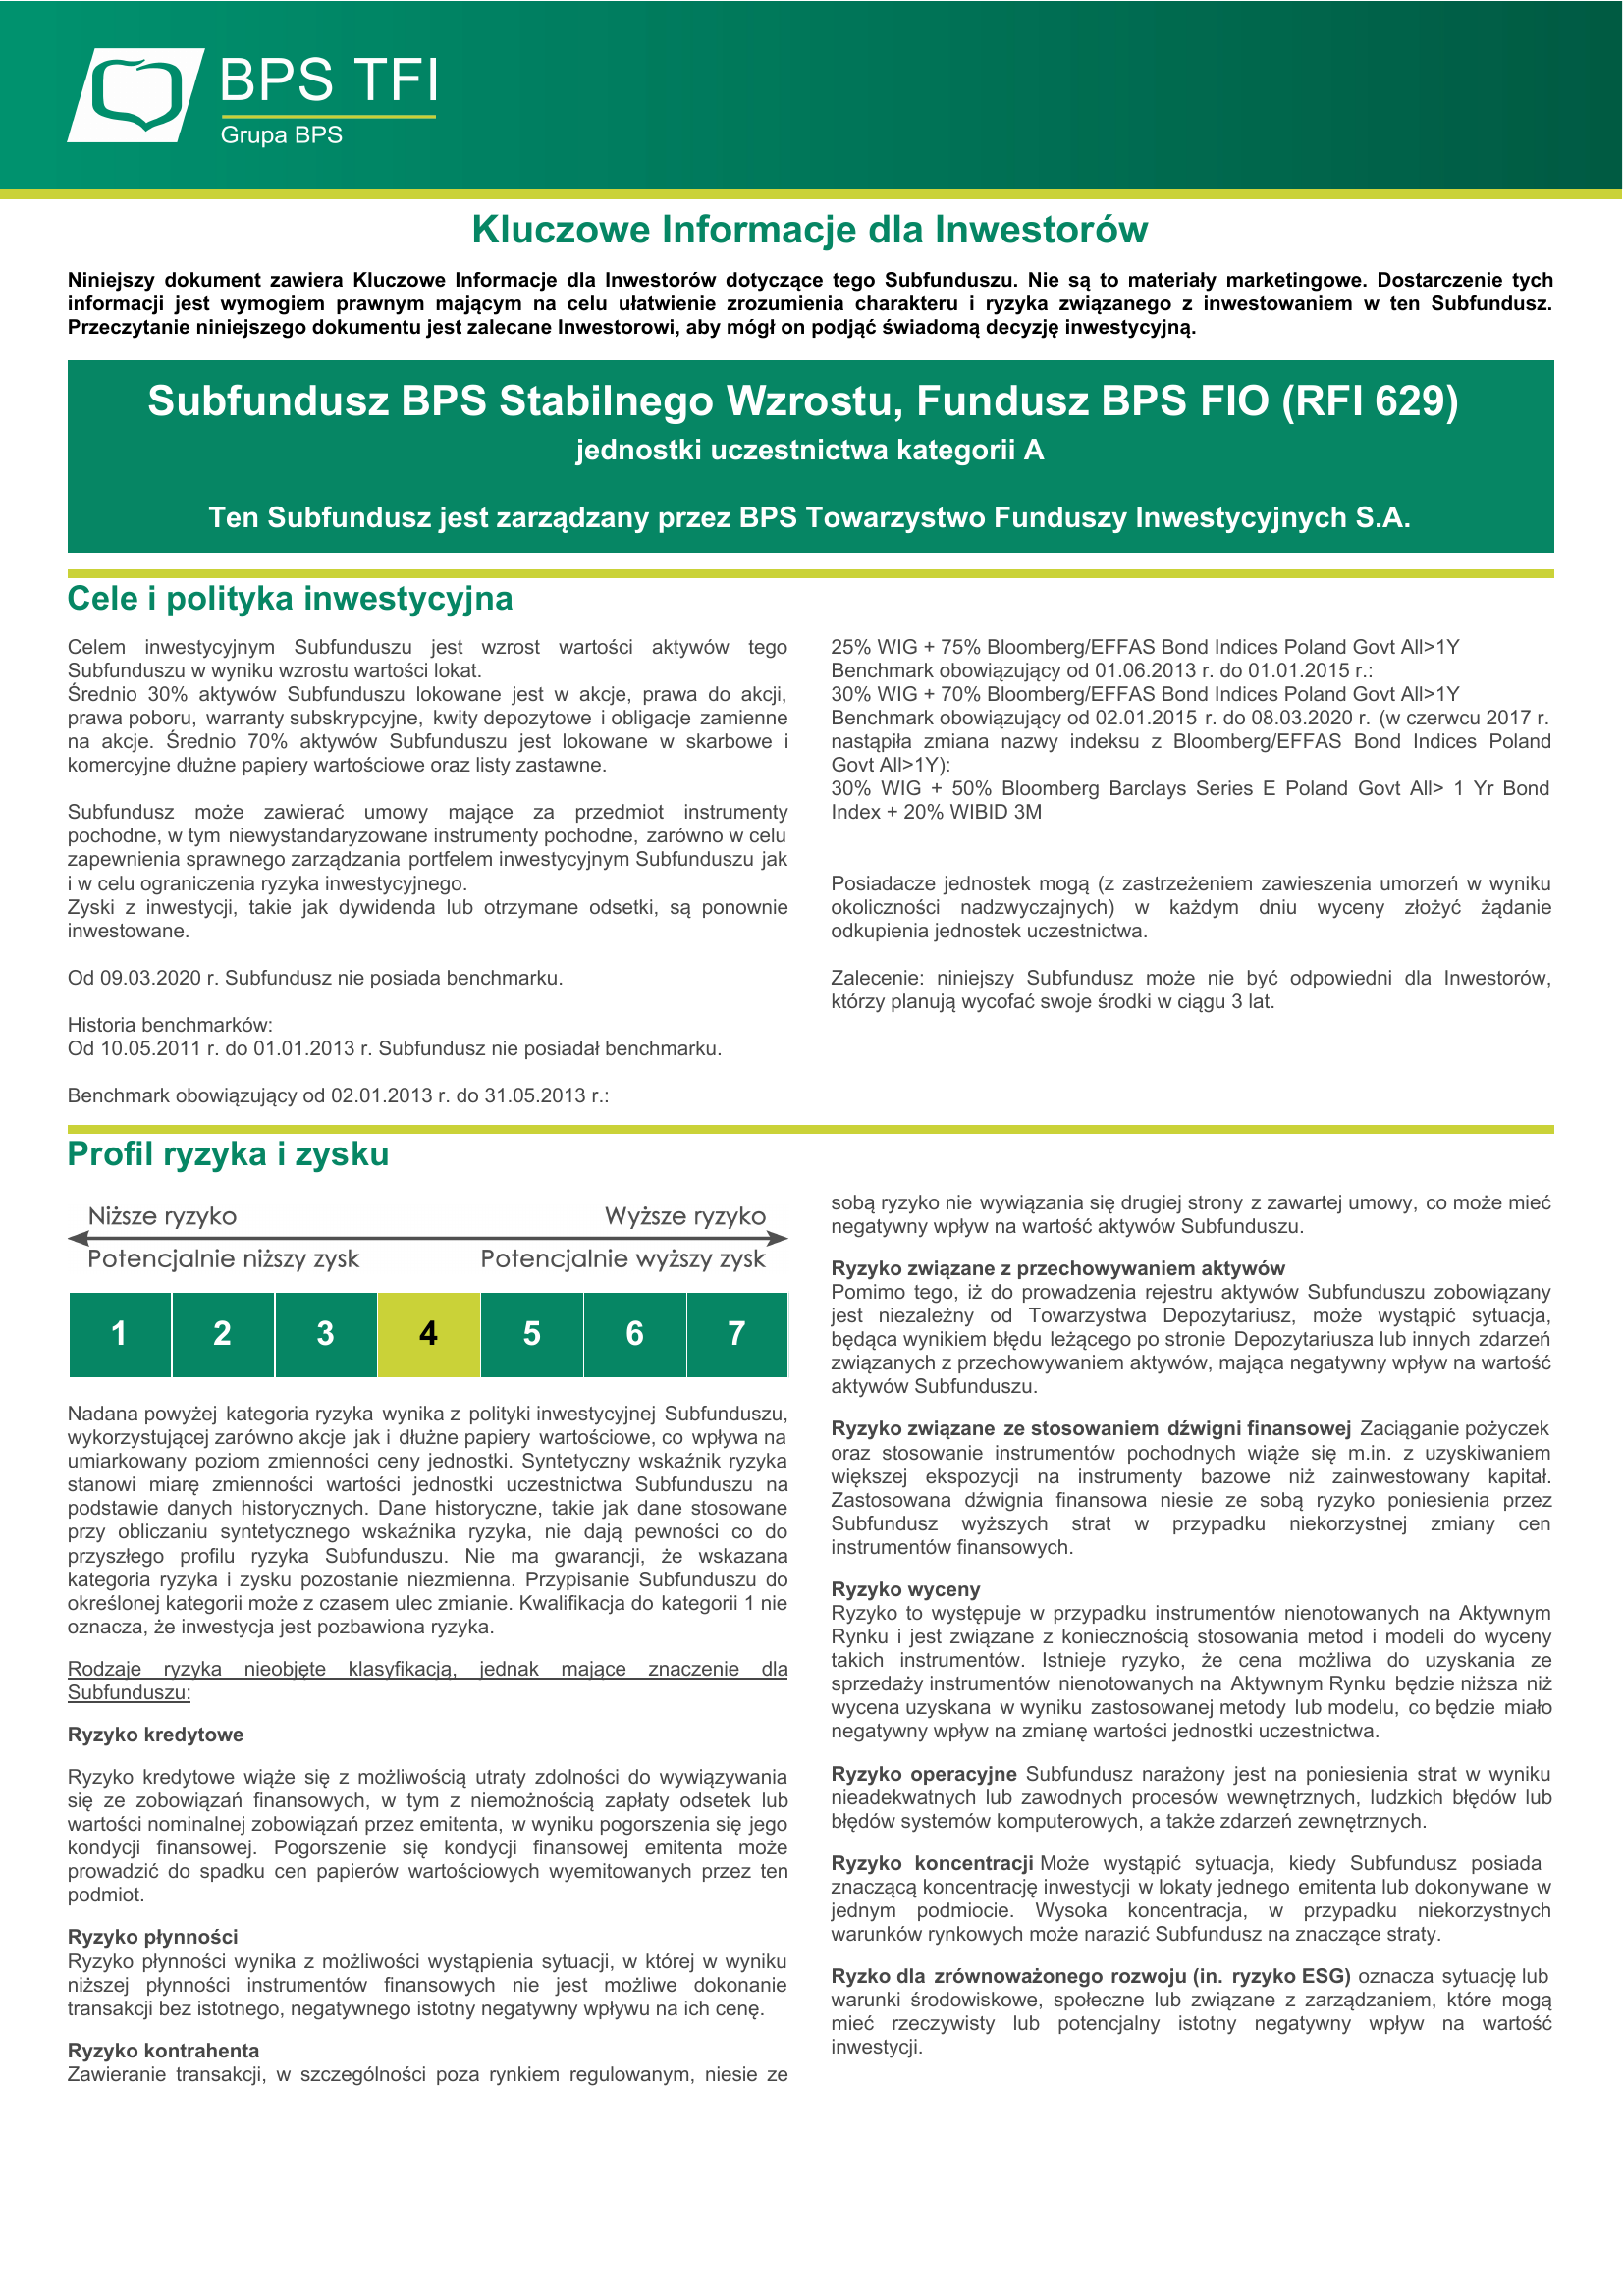 BPS TFI
Grupa BPS
Kluczowe Informacje dla Inwestorów
Niniejszy dokument zawiera Kluczowe Informacje dla Inwestorów dotyczące tego Subfunduszu. Nie są to materiały marketingowe. Dostarczenie tych
informacji jest wymogiem prawnym mającym na celu ułatwienie zrozumienia charakteru i ryzyka związanego z inwestowaniem w ten Subfundusz.
Przeczytanie niniejszego dokumentu jest zalecane Inwestorowi, aby mógł on podjąć świadomą decyzję inwestycyjną.
Subfundusz BPS Stabilnego Wzrostu, Fundusz BPS FIO (RFI 629)
jednostki uczestnictwa kategorii A
Ten Subfundusz jest zarządzany przez BPS Towarzystwo Funduszy Inwestycyjnych S.A.
Cele i polityka inwestycyjna
Celem inwestycyjnym Subfunduszu jest wzrost wartości aktywów tego
Subfunduszu w wyniku wzrostu wartości lokat.
Średnio 30% aktywów Subfunduszu lokowane jest w akcje, prawa do akcji,
prawa poboru, warranty subskrypcyjne, kwity depozytowe i obligacje zamienne
na akcje. Średnio 70% aktywów Subfunduszu jest lokowane w skarbowe i
komercyjne dłużne papiery wartościowe oraz listy zastawne.
Subfundusz może zawierać umowy mające za przedmiot instrumenty
pochodne, w tym niewystandaryzowane instrumenty pochodne, zarówno w celu
zapewnienia sprawnego zarządzania portfelem inwestycyjnym Subfunduszu jak
i w celu ograniczenia ryzyka inwestycyjnego.
Zyski z inwestycji, takie jak dywidenda lub otrzymane odsetki, są ponownie
inwestowane.
Od 09.03.2020 r. Subfundusz nie posiada benchmarku.
Historia benchmarków:
Od 10.05.2011 r. do 01.01.2013 r. Subfundusz nie posiadał benchmarku.
Benchmark obowiązujący od 02.01.2013 r. do 31.05.2013 r.:
25% WIG + 75% Bloomberg/EFFAS Bond Indices Poland Govt All>1Y
Benchmark obowiązujący od 01.06.2013 r. do 01.01.2015 r.:
30% WIG + 70% Bloomberg/EFFAS Bond Indices Poland Govt All>1Y
Benchmark obowiązujący od 02.01.2015 r. do 08.03.2020 r. (w czerwcu 2017 r.
nastąpiła zmiana nazwy indeksu z Bloomberg/EFFAS Bond Indices Poland
Govt All>1Y):
30% WIG + 50% Bloomberg Barclays Series E Poland Govt All> 1 Yr Bond
Index + 20% WIBID 3M
Posiadacze jednostek mogą (z zastrzeżeniem zawieszenia umorzeń w wyniku
okoliczności nadzwyczajnych) w każdym dniu wyceny złożyć żądanie
odkupienia jednostek uczestnictwa.
Zalecenie: niniejszy Subfundusz może nie być odpowiedni dla Inwestorów,
którzy planują wycofać swoje środki w ciągu 3 lat.
Profil ryzyka i zysku
Niższe ryzyko Wyższe ryzyko
Potencjalnie niższy zysk Potencjalnie wyższy zysk
1 2 3 4 5 6 7
Nadana powyżej kategoria ryzyka wynika z polityki inwestycyjnej Subfunduszu,
wykorzystującej zarówno akcje jak i dłużne papiery wartościowe, co wpływa na
umiarkowany poziom zmienności ceny jednostki. Syntetyczny wskaźnik ryzyka
stanowi miarę zmienności wartości jednostki uczestnictwa Subfunduszu na
podstawie danych historycznych. Dane historyczne, takie jak dane stosowane
przy obliczaniu syntetycznego wskaźnika ryzyka, nie dają pewności co do
przyszłego profilu ryzyka Subfunduszu. Nie ma gwarancji, że wskazana
kategoria ryzyka i zysku pozostanie niezmienna. Przypisanie Subfunduszu do
określonej kategorii może z czasem ulec zmianie. Kwalifikacja do kategorii 1 nie
oznacza, że inwestycja jest pozbawiona ryzyka.
Rodzaje ryzyka nieobjęte klasyfikacją, jednak mające znaczenie dla
Subfunduszu:
Ryzyko kredytowe
Ryzyko kredytowe wiąże się z możliwością utraty zdolności do wywiązywania
się ze zobowiązań finansowych, w tym z niemożnością zapłaty odsetek lub
wartości nominalnej zobowiązań przez emitenta, w wyniku pogorszenia się jego
kondycji finansowej. Pogorszenie się kondycji finansowej emitenta może
prowadzić do spadku cen papierów wartościowych wyemitowanych przez ten
podmiot.
Ryzyko płynności
Ryzyko płynności wynika z możliwości wystąpienia sytuacji, w której w wyniku
niższej płynności instrumentów finansowych nie jest możliwe dokonanie
transakcji bez istotnego, negatywnego istotny negatywny wpływu na ich cenę.
Ryzyko kontrahenta
Zawieranie transakcji, w szczególności poza rynkiem regulowanym, niesie ze
sobą ryzyko nie wywiązania się drugiej strony z zawartej umowy, co może mieć
negatywny wpływ na wartość aktywów Subfunduszu.
Ryzyko związane z przechowywaniem aktywów
Pomimo tego, iż do prowadzenia rejestru aktywów Subfunduszu zobowiązany
jest niezależny od Towarzystwa Depozytariusz, może wystąpić sytuacja,
będąca wynikiem błędu leżącego po stronie Depozytariusza lub innych zdarzeń
związanych z przechowywaniem aktywów, mająca negatywny wpływ na wartość
aktywów Subfunduszu.
Ryzyko związane ze stosowaniem dźwigni finansowej Zaciąganie pożyczek
oraz stosowanie instrumentów pochodnych wiąże się m.in. z uzyskiwaniem
większej ekspozycji na instrumenty bazowe niż zainwestowany kapitał.
Zastosowana dźwignia finansowa niesie ze sobą ryzyko poniesienia przez
Subfundusz wyższych strat w przypadku niekorzystnej zmiany cen
instrumentów finansowych.
Ryzyko wyceny
Ryzyko to występuje w przypadku instrumentów nienotowanych na Aktywnym
Rynku i jest związane z koniecznością stosowania metod i modeli do wyceny
takich instrumentów. Istnieje ryzyko, że cena możliwa do uzyskania ze
sprzedaży instrumentów nienotowanych na Aktywnym Rynku będzie niższa niż
wycena uzyskana w wyniku zastosowanej metody lub modelu, co będzie miało
negatywny wpływ na zmianę wartości jednostki uczestnictwa.
Ryzyko operacyjne Subfundusz narażony jest na poniesienia strat w wyniku
nieadekwatnych lub zawodnych procesów wewnętrznych, ludzkich błędów lub
błędów systemów komputerowych, a także zdarzeń zewnętrznych.
Ryzyko koncentracji Może wystąpić sytuacja, kiedy Subfundusz posiada
znaczącą koncentrację inwestycji w lokaty jednego emitenta lub dokonywane w
jednym podmiocie. Wysoka koncentracja, w przypadku niekorzystnych
warunków rynkowych może narazić Subfundusz na znaczące straty.
Ryzko dla zrównoważonego rozwoju (in. ryzyko ESG) oznacza sytuację lub
warunki środowiskowe, społeczne lub związane z zarządzaniem, które mogą
mieć rzeczywisty lub potencjalny istotny negatywny wpływ na wartość
inwestycji.